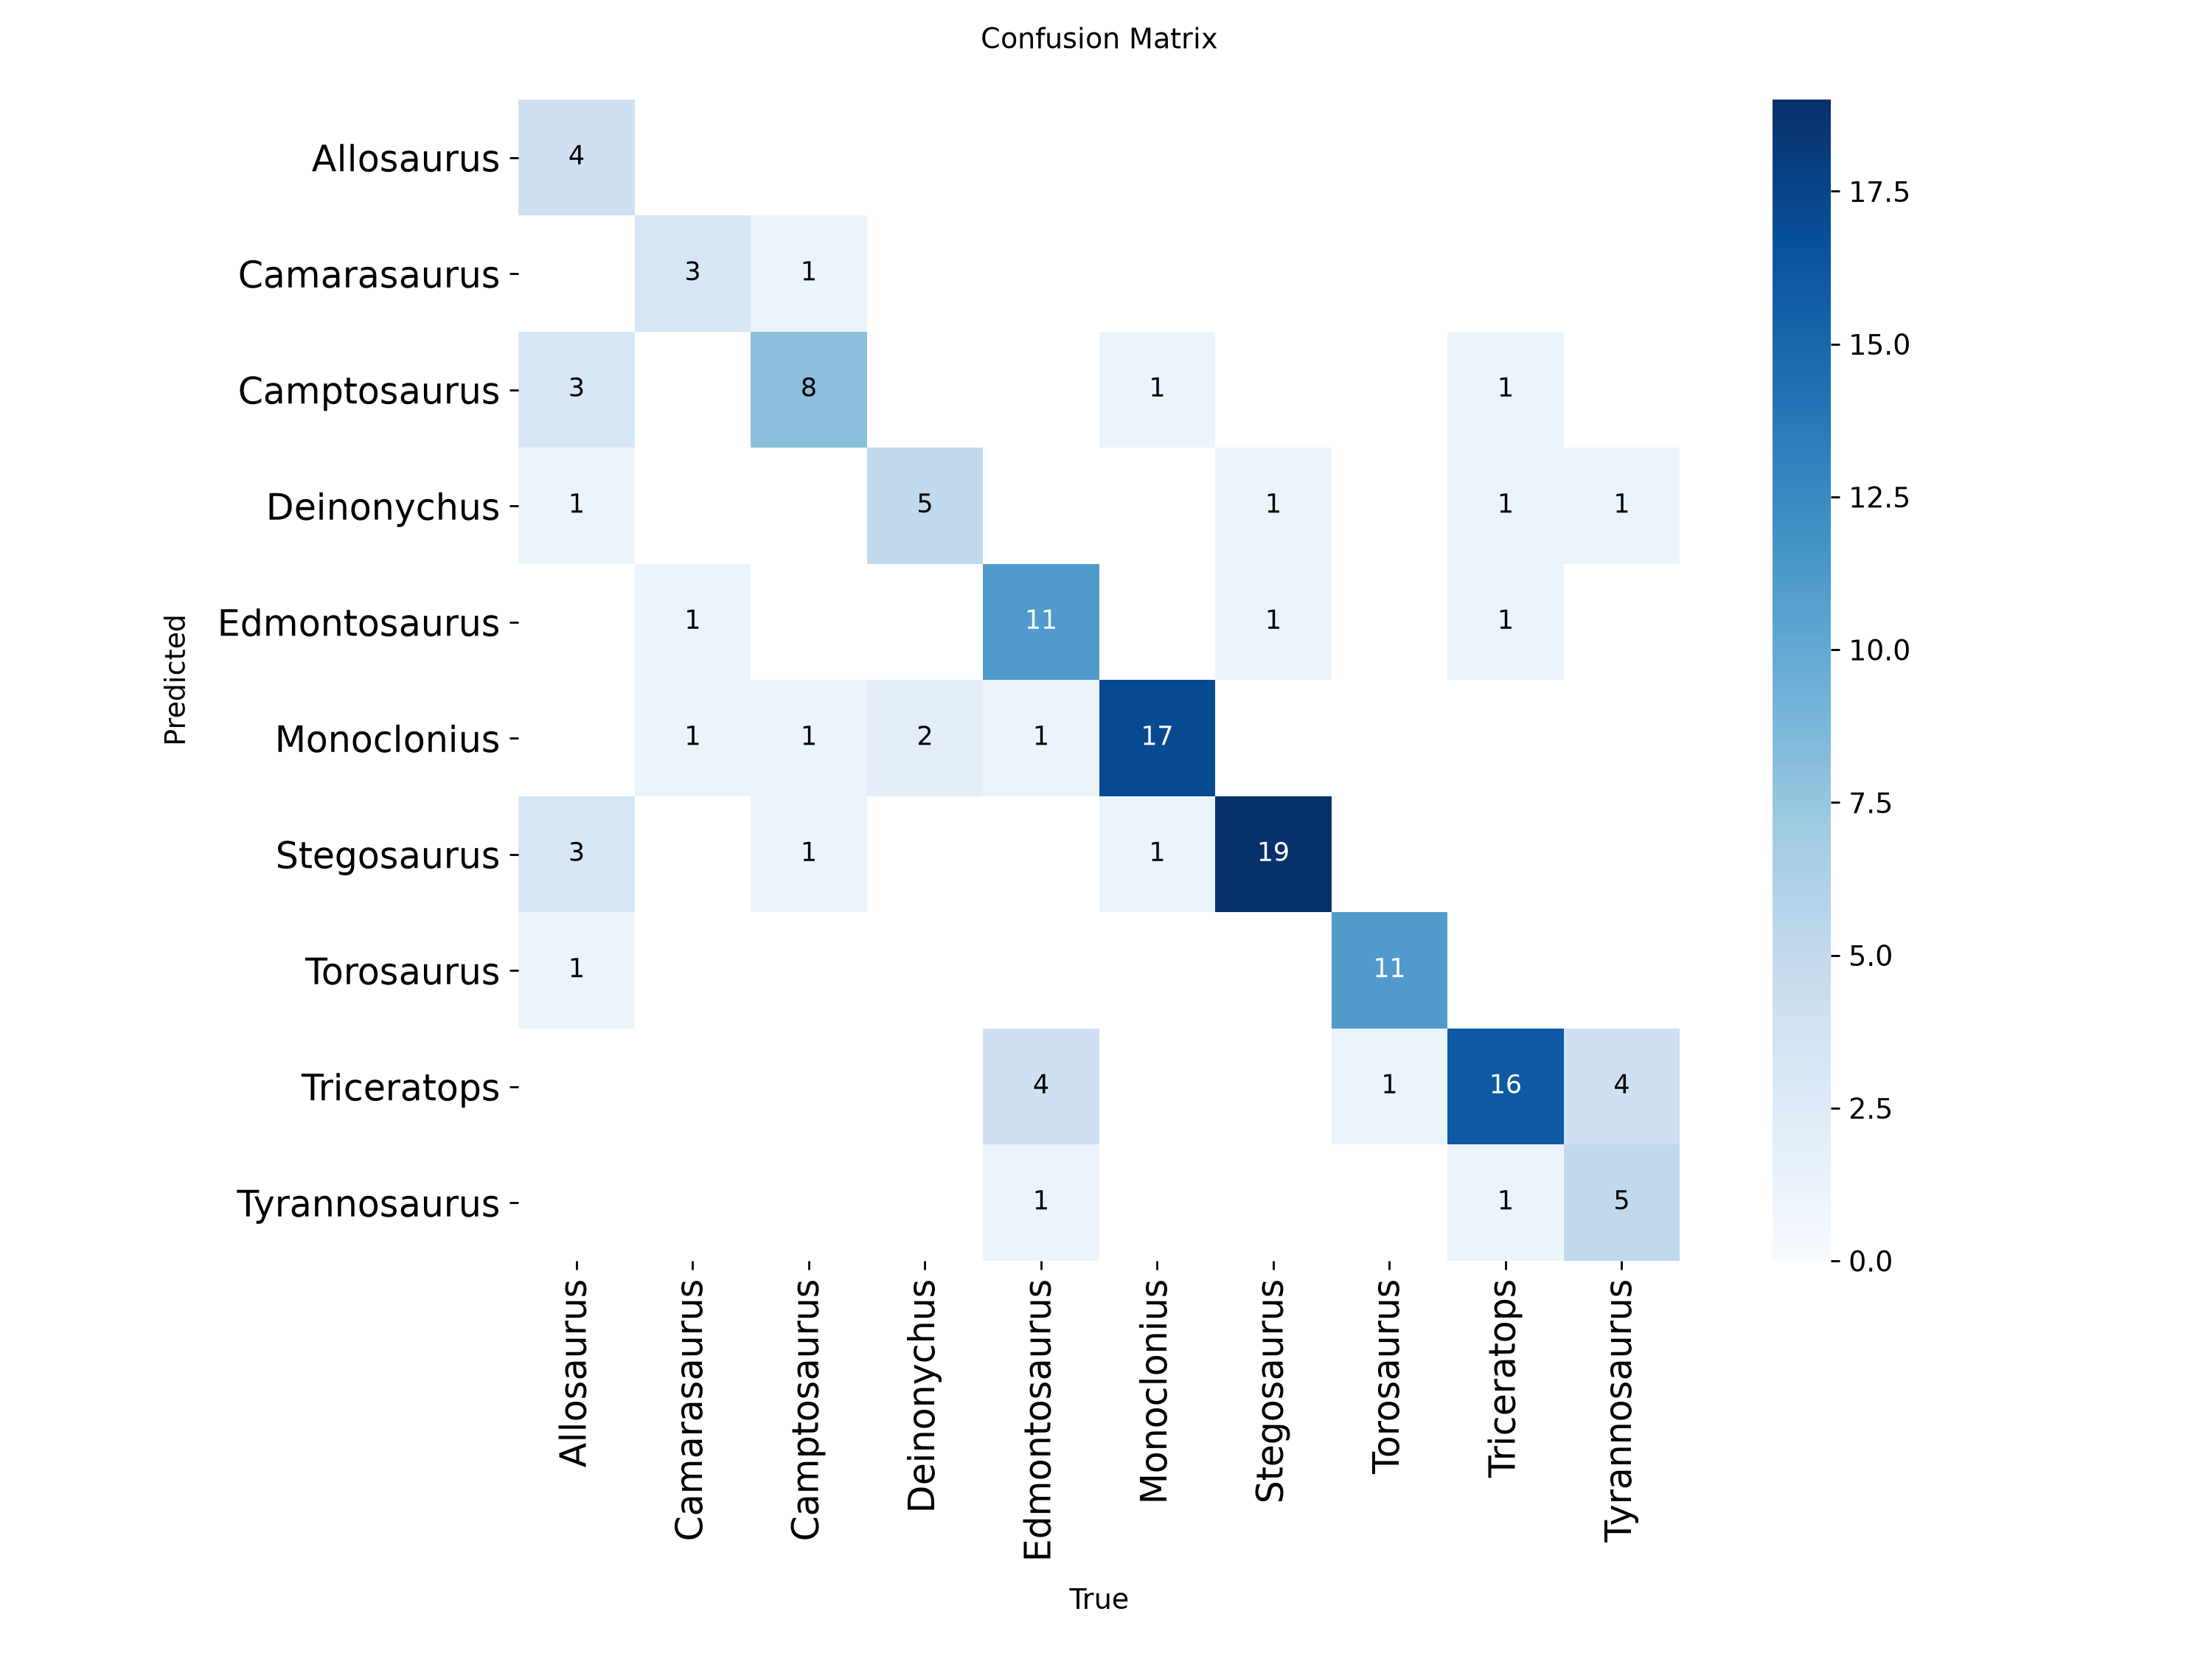 Confusion Matrix
Allosaurus 4
Camarasaurus 3 1
Camptosaurus 3 8 1 1
Deinonychus 1 5 1 1 1
Edmontosaurus 1 11 1 1
Monoclonius 1 1 2 1 17
Stegosaurus 3 1 1 19
Torosaurus 1 11
Triceratops 4 1 16 4
Tyrannosaurus 1 1 5
Predicted
Allosaurus
Camarasaurus
Camptosaurus
Deinonychus
Edmontosaurus
Monoclonius
Stegosaurus
Torosaurus
Triceratops
Tyrannosaurus
True
17.5
15.0
12.5
10.0
7.5
5.0
2.5
0.0